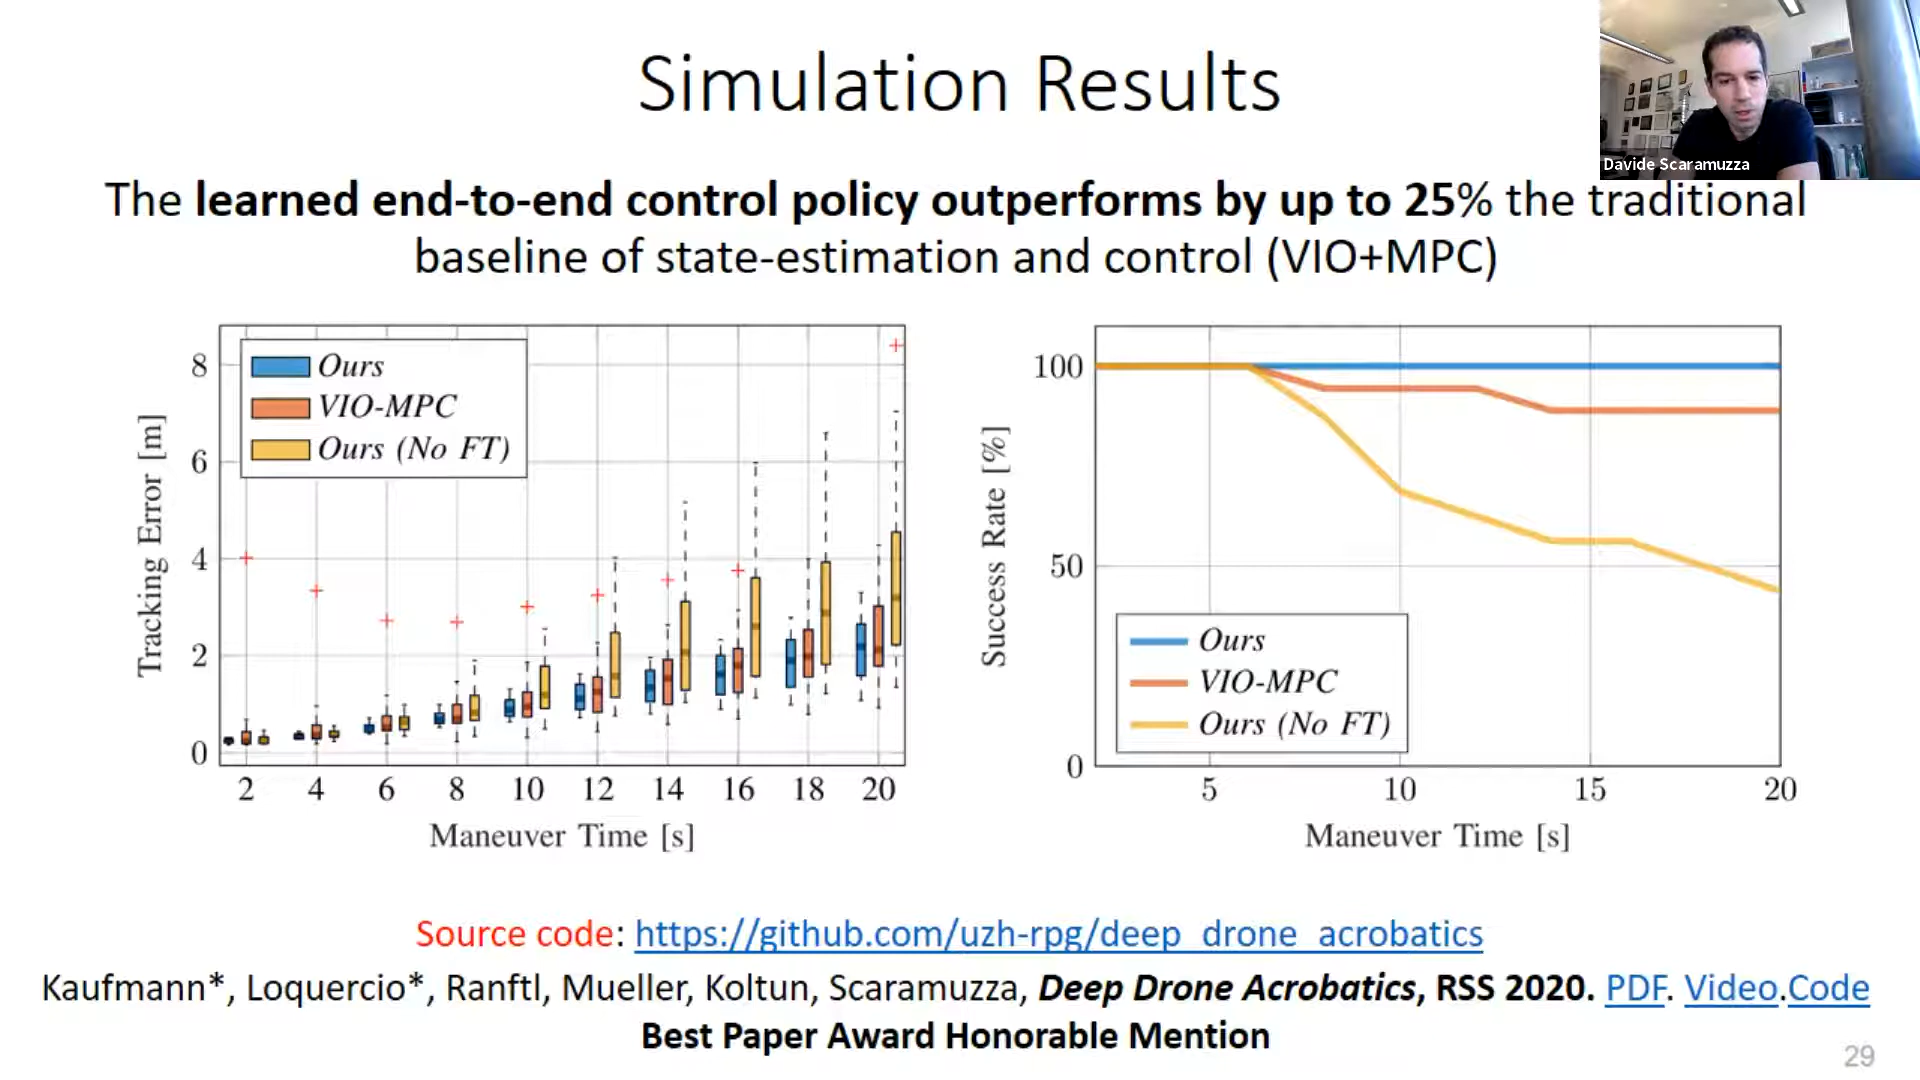 Simulation Results
Davide Scaramuzza
The learned end-to-end control policy outperforms by up to 25% the traditional
baseline of state-estimation and control (VIO+MPC)
Ours
VIO-MPC
Ours (No FT)
Tracking Error [m]
8
6
4
2
0
2 4 6 8 10 12 14 16 18 20
Maneuver Time [s]
Success Rate [%]
100
50
0
Ours
VIO-MPC
Ours (No FT)
5 10 15 20
Maneuver Time [s]
Source code: https://github.com/uzh-rpg/deep_drone_acrobatics
Kaufmann*, Loquercio*, Ranftl, Mueller, Koltun, Scaramuzza, Deep Drone Acrobatics, RSS 2020. PDF. Video.Code
Best Paper Award Honorable Mention
29